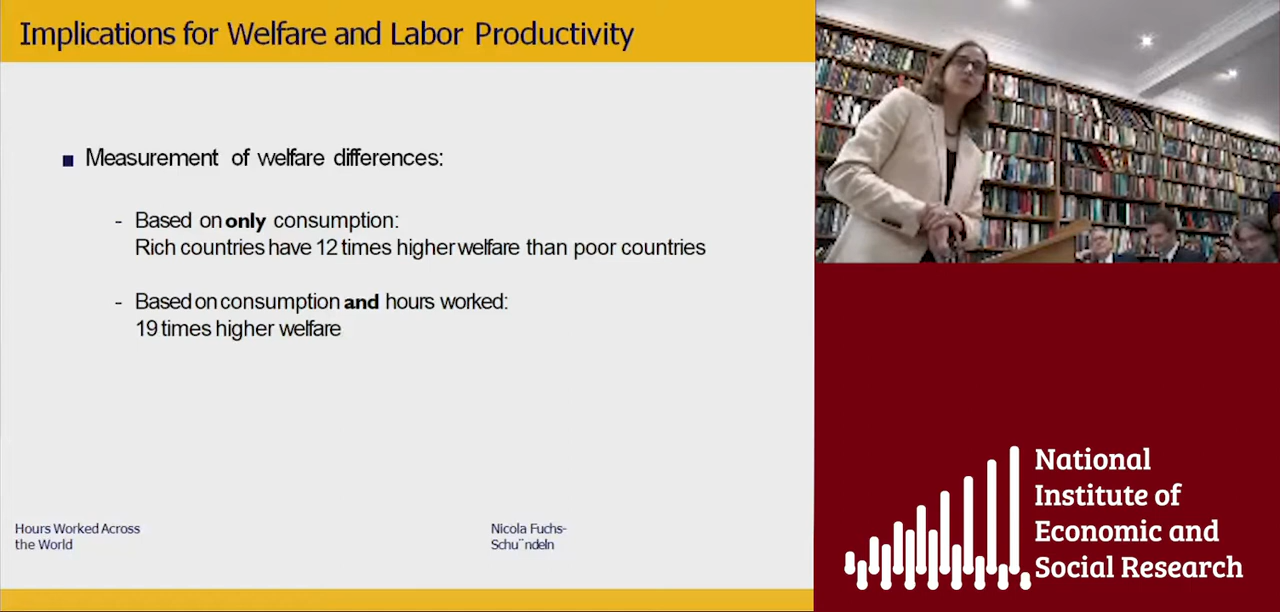 Implications for Welfare and Labor Productivity
Measurement of welfare differences:
- Based on only consumption:
Rich countries have 12 times higher welfare than poor countries
- Based on consumption and hours worked:
19 times higher welfare
Hours Worked Across
the World
Nicola Fuchs-
Schu¨ndeln
National
Institute of
Economic and
Social Research